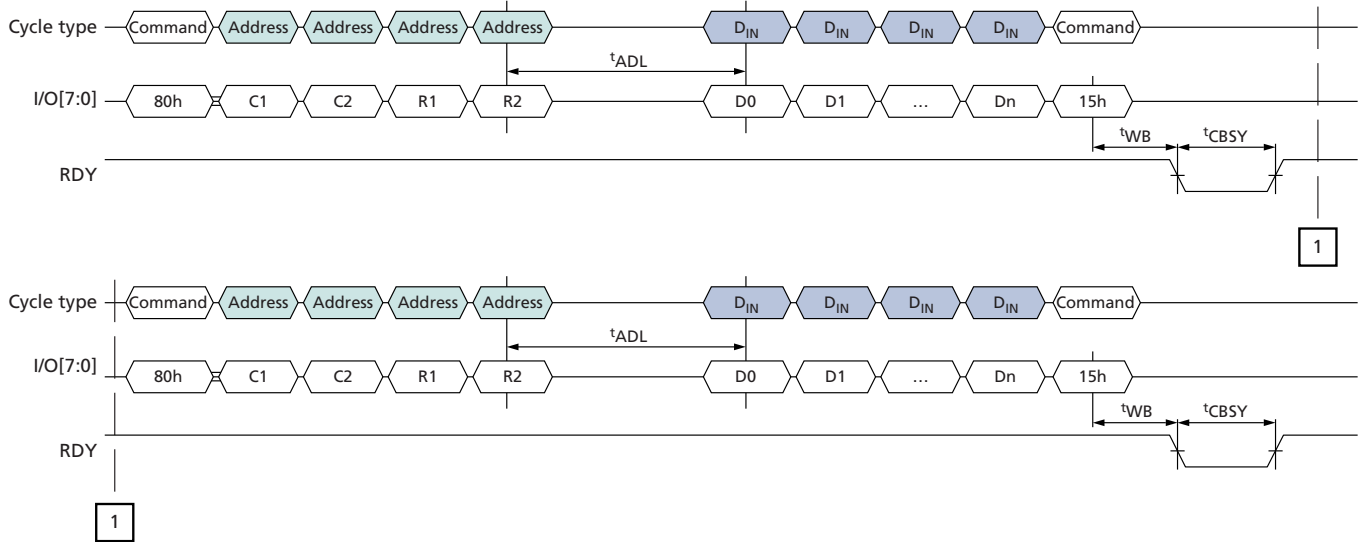 Cycle type Command Address Address Address Address DIN DIN DIN DIN Command
tADL
I/O[7:0] 80h C1 C2 R1 R2 D0 D1 … Dn 15h
tWB tCBSY
RDY
1
Cycle type Command Address Address Address Address DIN DIN DIN DIN Command
tADL
I/O[7:0] 80h C1 C2 R1 R2 D0 D1 … Dn 15h
tWB tCBSY
RDY
1